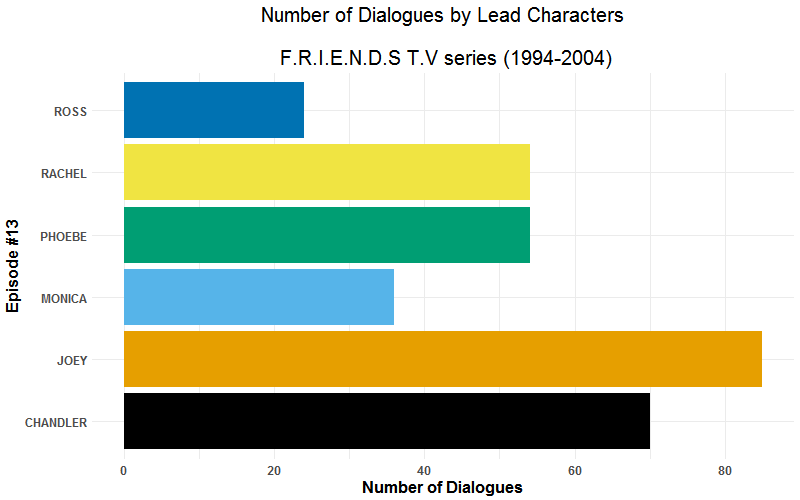 Number of Dialogues by Lead Characters
F.R.I.E.N.D.S T.V series (1994-2004)
Episode #13
ROSS
RACHEL
PHOEBE
MONICA
JOEY
CHANDLER
0 20 40 60 80
Number of Dialogues